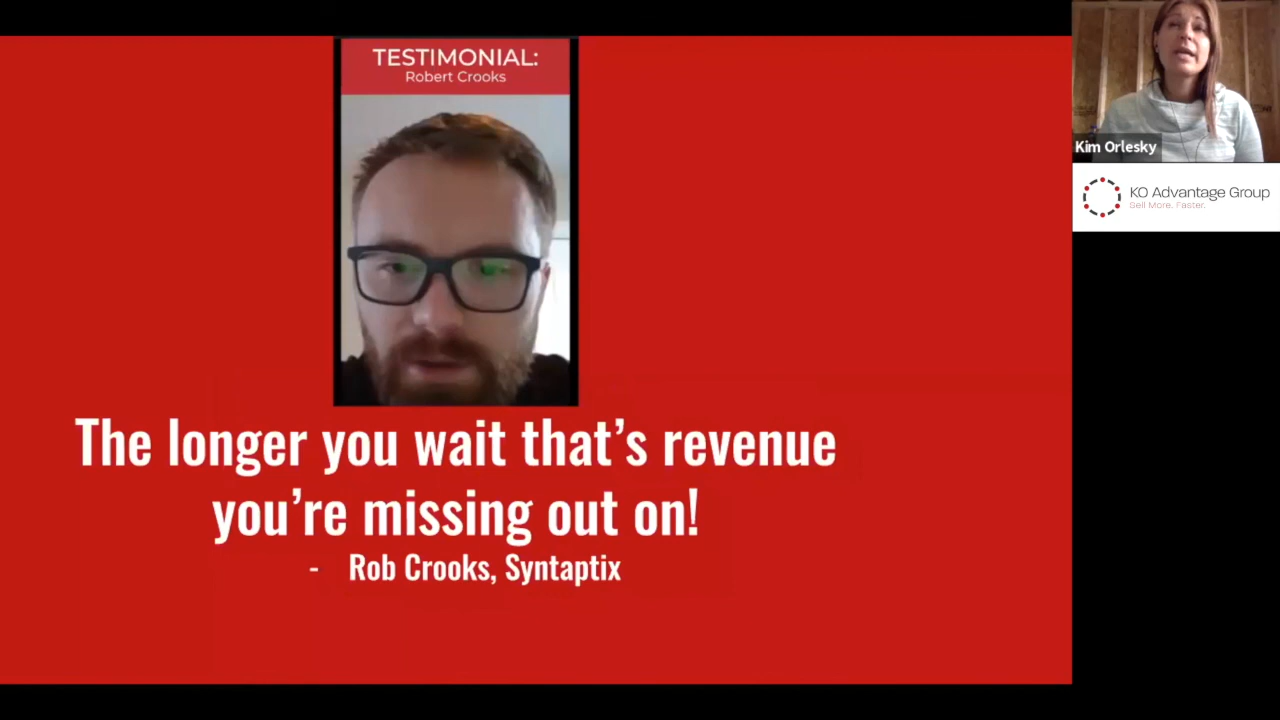 TESTIMONIAL:
Robert Crooks
The longer you wait that's revenue
you're missing out on!
- Rob Crooks, Syntaptix
Kim Orlesky
KO Advantage Group
Sell More. Faster.